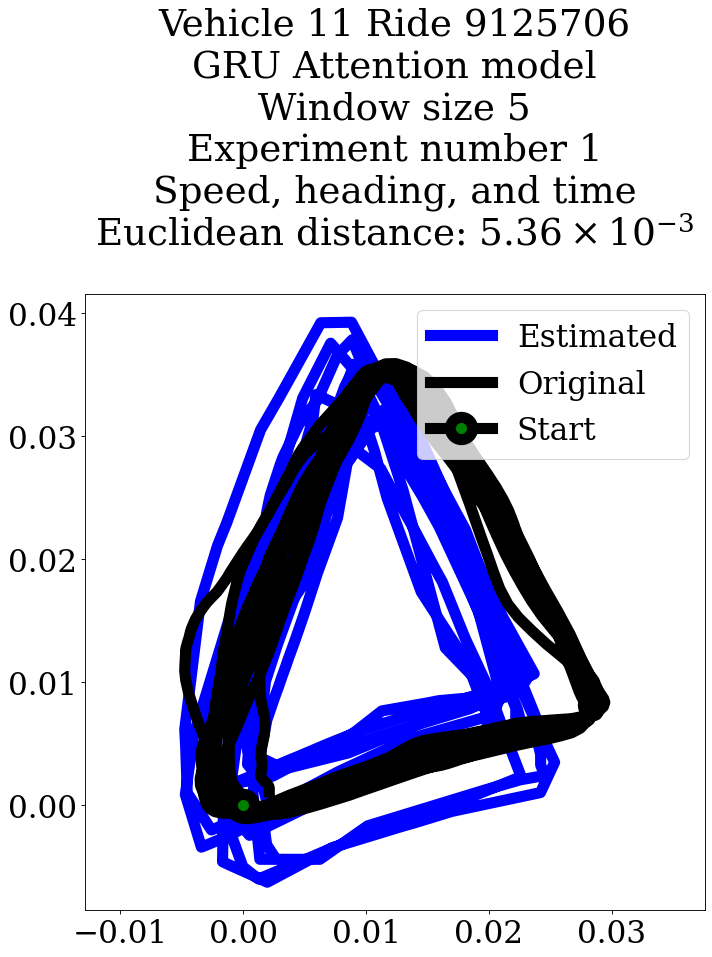 Vehicle 11 Ride 9125706
GRU Attention model
Window size 5
Experiment number 1
Speed, heading, and time
Euclidean distance: 5.36 × 10⁻³
Estimated
Original
Start
0.04
0.03
0.02
0.01
0.00
−0.01 0.00 0.01 0.02 0.03